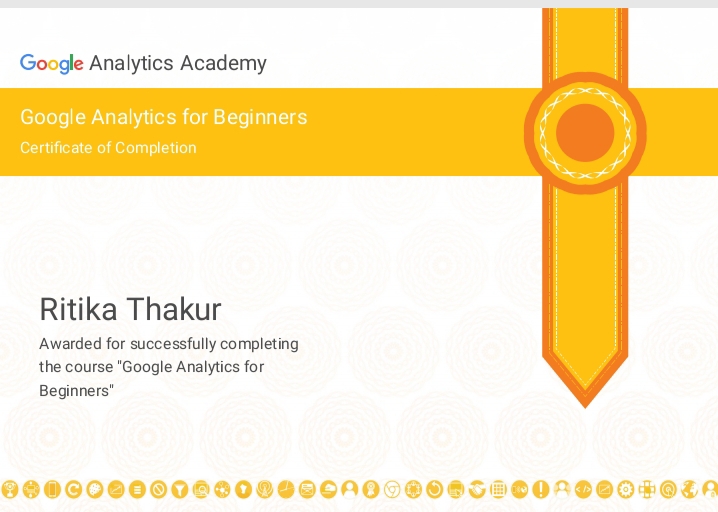 Google Analytics Academy
Google Analytics for Beginners
Certificate of Completion
Ritika Thakur
Awarded for successfully completing
the course "Google Analytics for
Beginners"